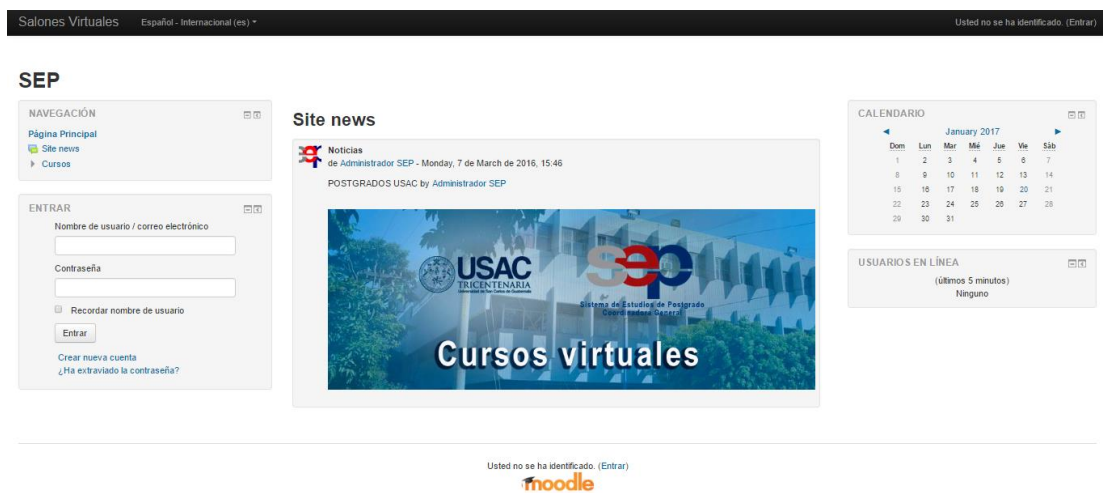 Salones Virtuales Español - Internacional (es)
Usted no se ha identificado. (Entrar)
SEP
NAVEGACIÓN
Página Principal
Site news
Cursos
ENTRAR
Nombre de usuario / correo electrónico
Contraseña
Recordar nombre de usuario
Entrar
Crear nueva cuenta
¿Ha extraviado la contraseña?
Site news
Noticias
de Administrador SEP - Monday, 7 de March de 2016, 15:46
POSTGRADOS USAC by Administrador SEP
USAC
TRICENTENARIA
Universidad de San Carlos de Guatemala
sep
Sistema de Estudios de Postgrado
Coordinadora General
Cursos virtuales
CALENDARIO
January 2017
Dom Lun Mar Mié Jue Vie Sáb
1 2 3 4 5 6 7
8 9 10 11 12 13 14
15 16 17 18 19 20 21
22 23 24 25 26 27 28
29 30 31
USUARIOS EN LÍNEA
(últimos 5 minutos)
Ninguno
Usted no se ha identificado. (Entrar)
moodle